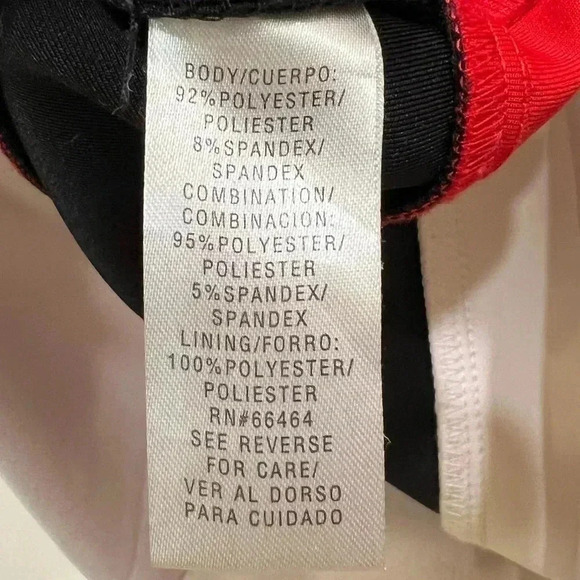 BODY/CUERPO:
92%POLYESTER/
POLIESTER
8%SPANDEX/
SPANDEX
COMBINATION/
COMBINACION:
95%POLYESTER/
POLIESTER
5%SPANDEX/
SPANDEX
LINING/FORRO:
100%POLYESTER/
POLIESTER
RN#66464
SEE REVERSE
FOR CARE/
VER AL DORSO
PARA CUIDADO